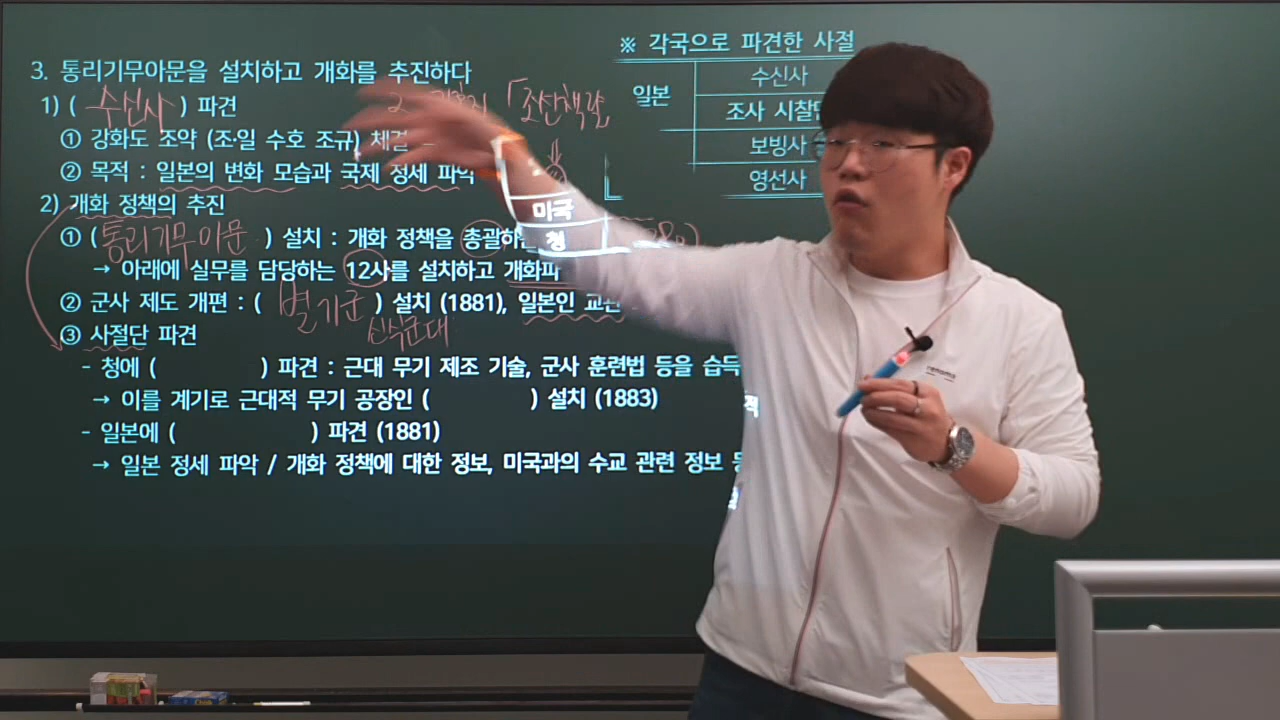 3. 통리기무아문을 설치하고 개화를 추진하다
1) ( 수신사 ) 파견
2차 「조선책략」
① 강화도 조약 (조·일 수호 조규) 체결
② 목적 : 일본의 변화 모습과 국제 정세 파악
2) 개화 정책의 추진
① ( 통리기무아문 ) 설치 : 개화 정책을 총괄하는
→ 아래에 실무를 담당하는 12사를 설치하고 개화파
② 군사 제도 개편 : ( 별기군 ) 설치 (1881), 일본인 교관
신식군대
③ 사절단 파견
- 청에 ( ) 파견 : 근대 무기 제조 기술, 군사 훈련법 등을 습득
→ 이를 계기로 근대적 무기 공장인 ( ) 설치 (1883)
- 일본에 ( ) 파견 (1881)
→ 일본 정세 파악 / 개화 정책에 대한 정보, 미국과의 수교 관련 정보
※ 각국으로 파견한 사절
일본
수신사
조사 시찰단
미국
보빙사
청
영선사
renoma